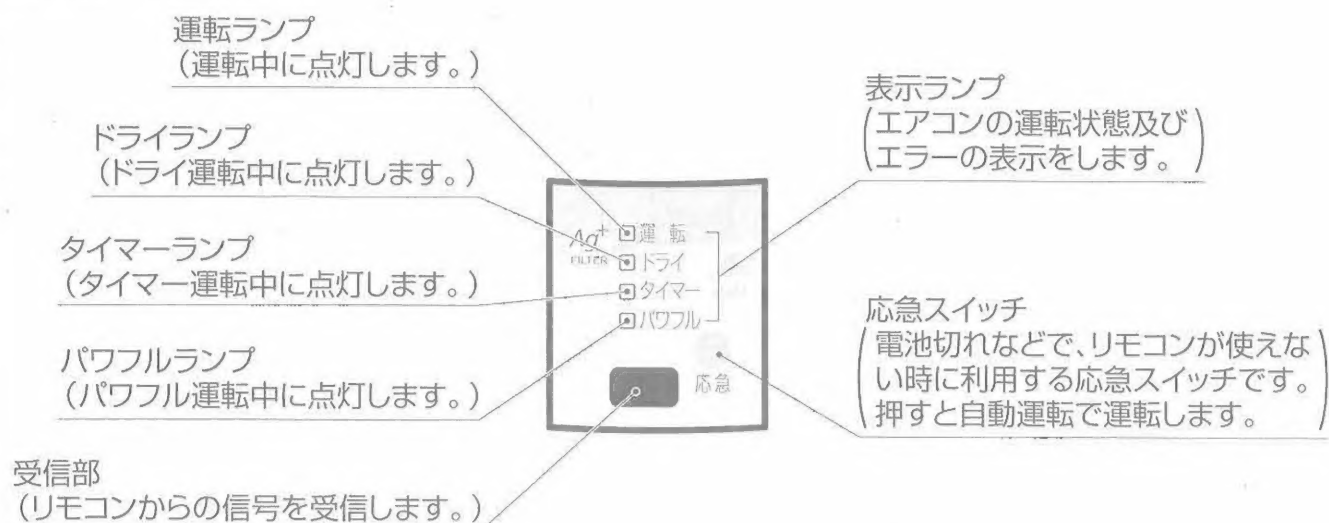 運転ランプ
(運転中に点灯します。)
ドライランプ
(ドライ運転中に点灯します。)
タイマーランプ
(タイマー運転中に点灯します。)
パワフルランプ
(パワフル運転中に点灯します。)
受信部
(リモコンからの信号を受信します。)
Ag+
FILTER
運 転
ドライ
タイマー
パワフル
応急
表示ランプ
(エアコンの運転状態及び
エラーの表示をします。)
応急スイッチ
(電池切れなどで、リモコンが使えな
い時に利用する応急スイッチです。
押すと自動運転で運転します。)